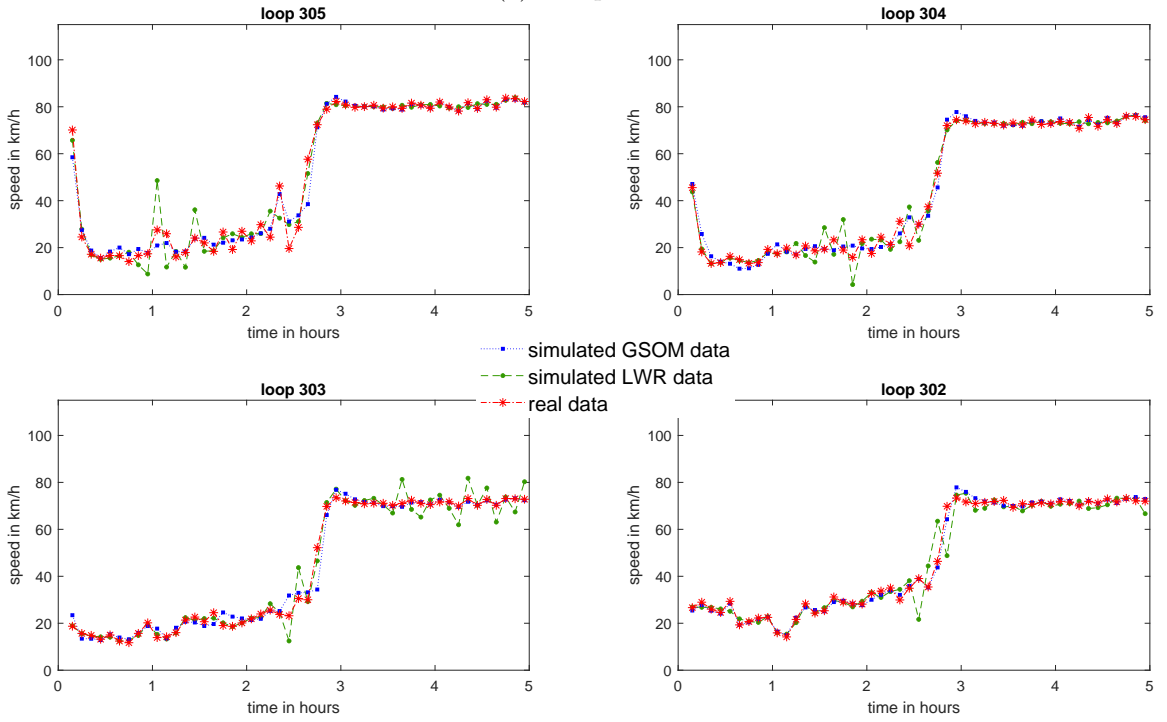 loop 305
100
80
60
40
20
0
speed in km/h
0 1 2 3 4 5
time in hours
loop 304
100
80
60
40
20
0
speed in km/h
0 1 2 3 4 5
time in hours
simulated GSOM data
simulated LWR data
real data
loop 303
100
80
60
40
20
0
speed in km/h
0 1 2 3 4 5
time in hours
loop 302
100
80
60
40
20
0
speed in km/h
0 1 2 3 4 5
time in hours